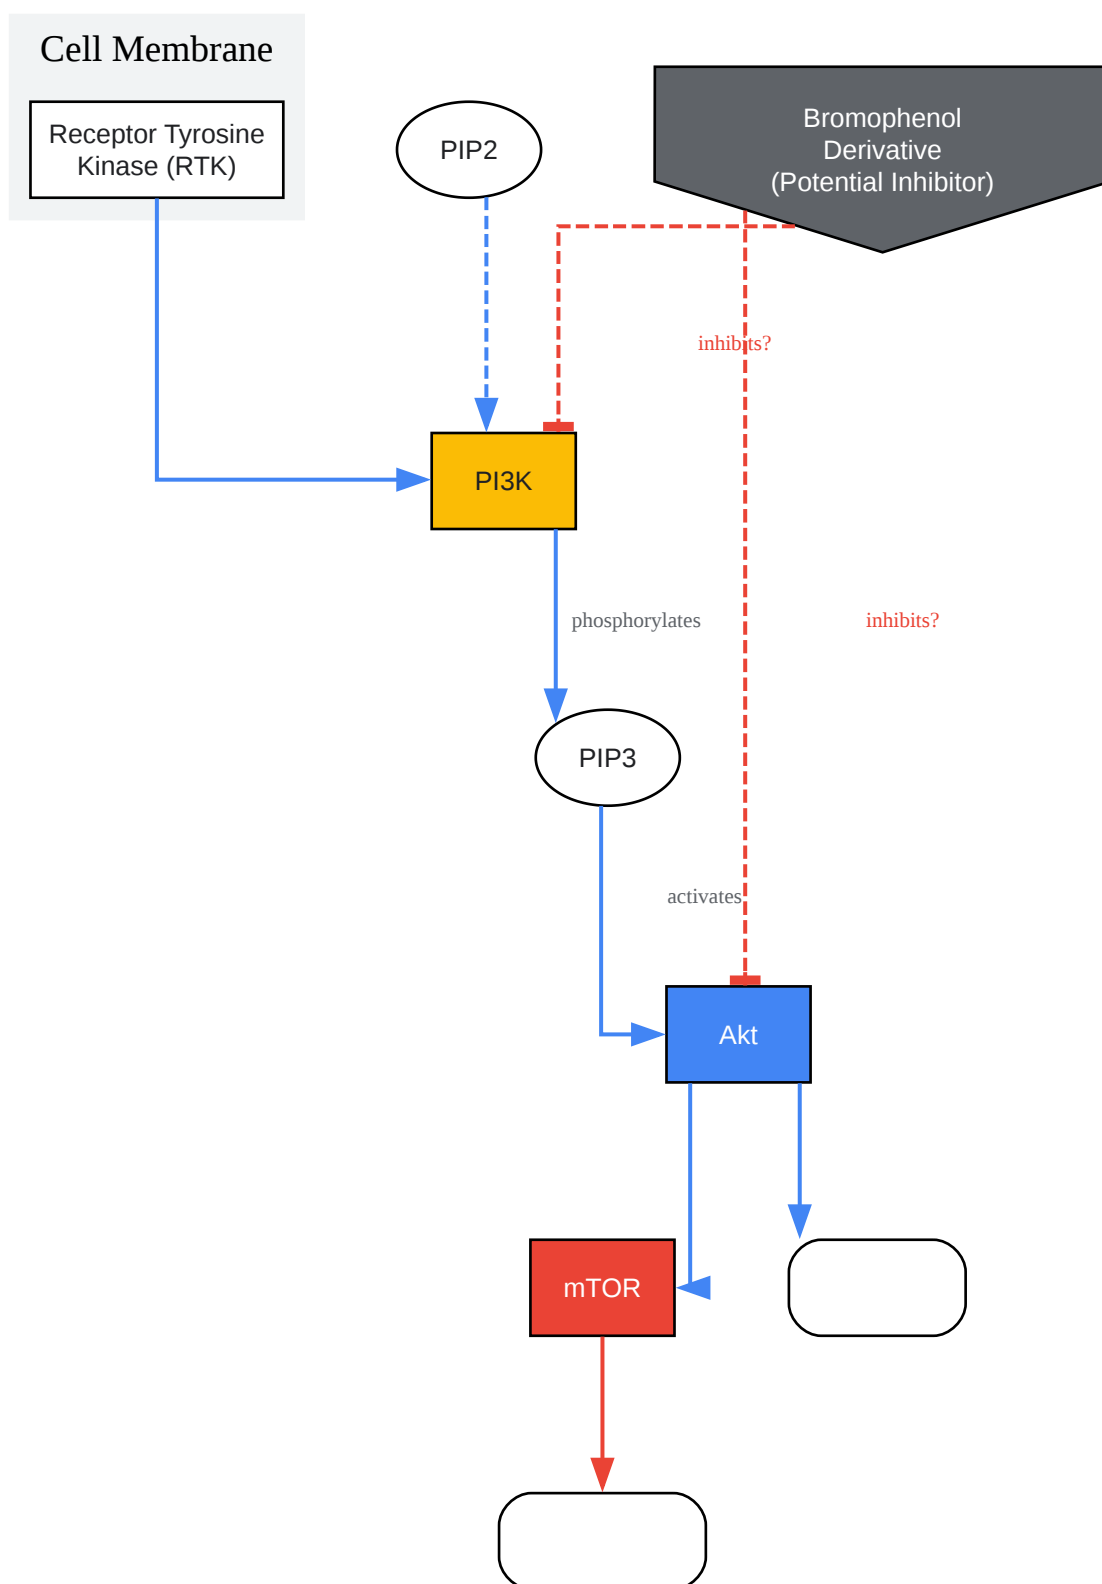 Cell Membrane
Receptor Tyrosine
Kinase (RTK)
PIP2
Bromophenol
Derivative
(Potential Inhibitor)
inhibits?
PI3K
phosphorylates
inhibits?
PIP3
activates
Akt
mTOR